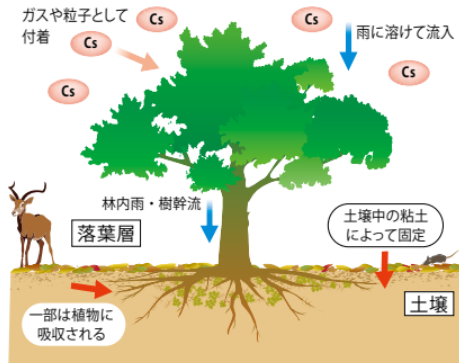 ガスや粒子として
付着
Cs
Cs
雨に溶けて流入
Cs
Cs
Cs
林内雨・樹幹流
落葉層
土壌中の粘土
によって固定
土壌
一部は植物に
吸収される